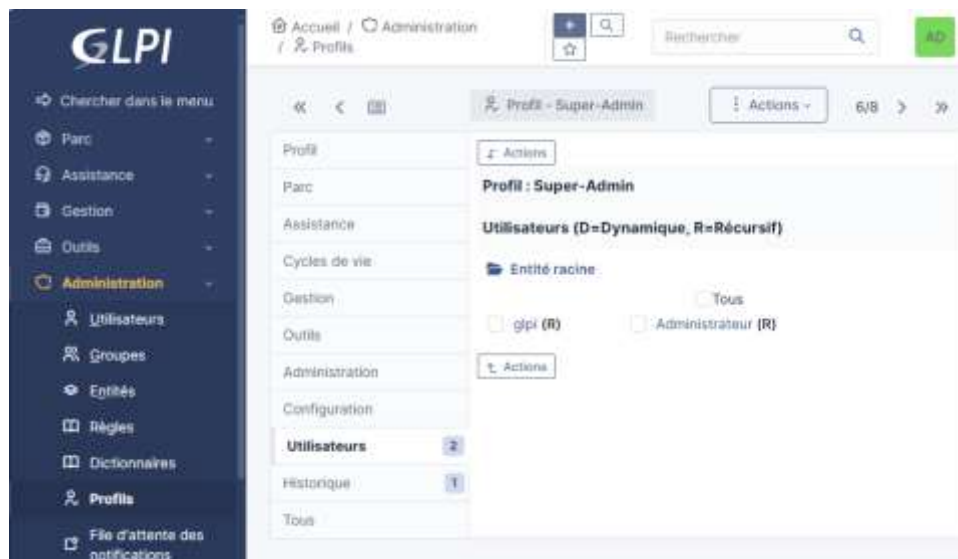 GLPI
Chercher dans le menu
Parc
Assistance
Gestion
Outils
Administration
Utilisateurs
Groupes
Entités
Règles
Dictionnaires
Profils
File d'attente des
notifications
Accueil / Administration
/ Profils
Rechercher
AD
Profil - Super-Admin
Actions
6/8
Profil
Parc
Assistance
Cycles de vie
Gestion
Outils
Administration
Configuration
Utilisateurs 2
Historique 1
Tous
Actions
Profil : Super-Admin
Utilisateurs (D=Dynamique, R=Récursif)
Entité racine
Tous
glpi (R) Administrateur (R)
Actions